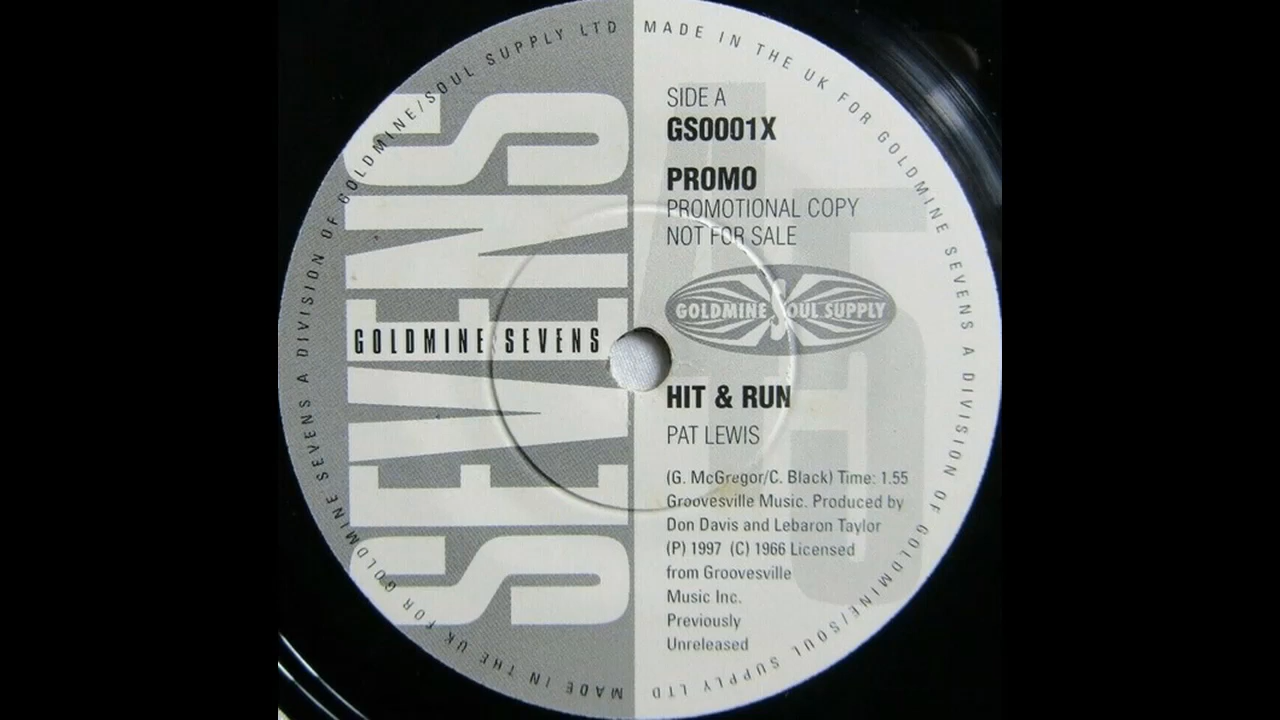 MADE IN THE UK FOR GOLDMINE SEVENS A DIVISION OF GOLDMINE/SOUL SUPPLY LTD
MADE IN THE UK FOR GOLDMINE SEVENS A DIVISION OF GOLDMINE/SOUL SUPPLY LTD
SEVENS
GOLDMINE SEVENS
45
SIDE A
GS0001X
PROMO
PROMOTIONAL COPY
NOT FOR SALE
GOLDMINE SOUL SUPPLY
HIT & RUN
PAT LEWIS
(G. McGregor/C. Black) Time: 1.55
Groovesville Music. Produced by
Don Davis and Lebaron Taylor
(P) 1997 (C) 1966 Licensed
from Groovesville
Music Inc.
Previously
Unreleased